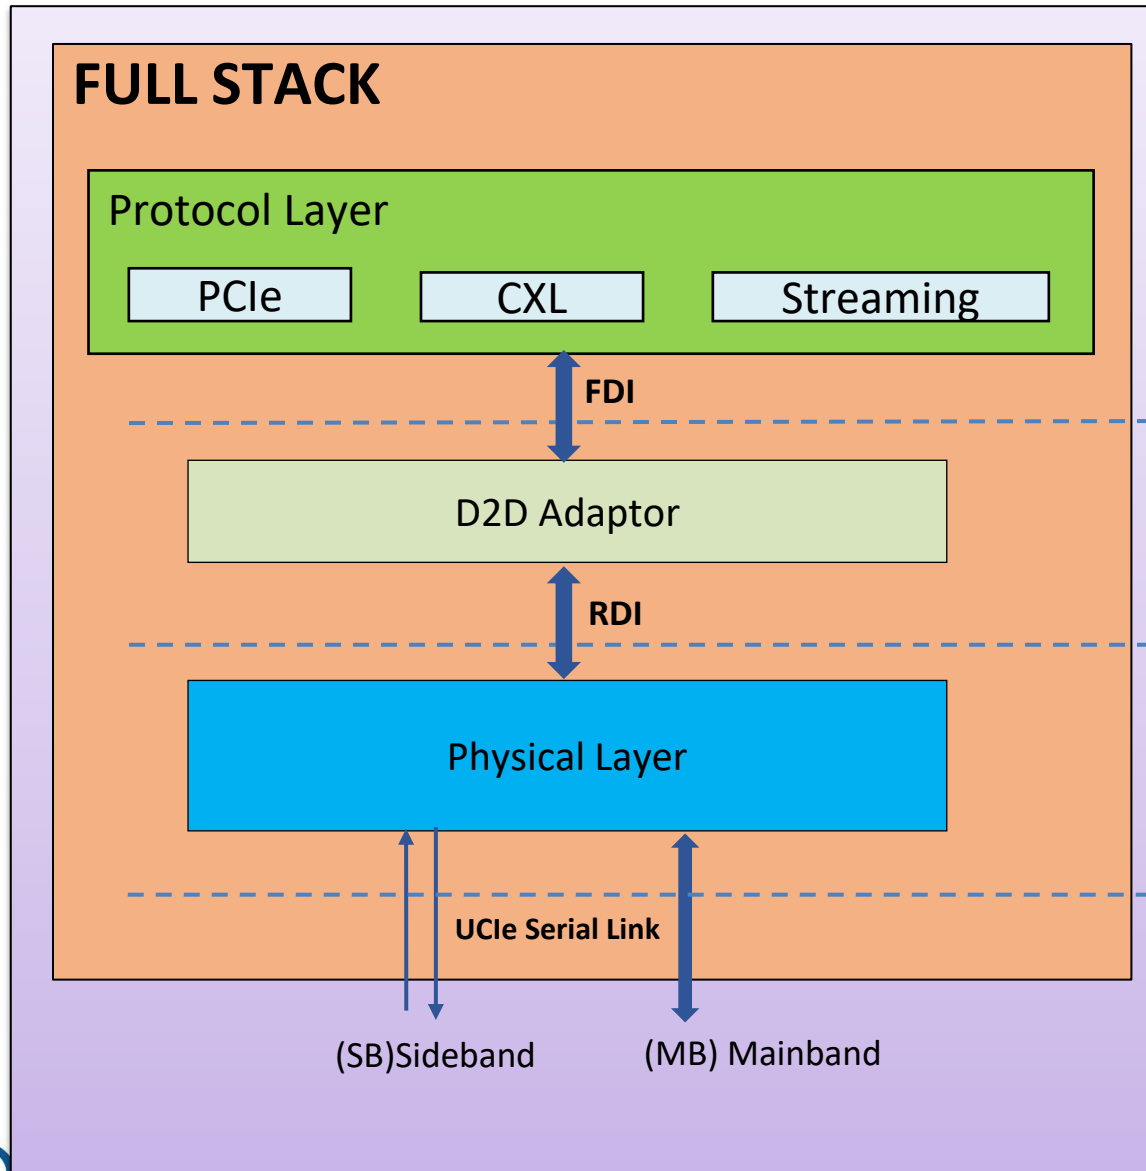 FULL STACK
Protocol Layer
PCIe
CXL
Streaming
FDI
D2D Adaptor
RDI
Physical Layer
UCIe Serial Link
(SB)Sideband
(MB) Mainband